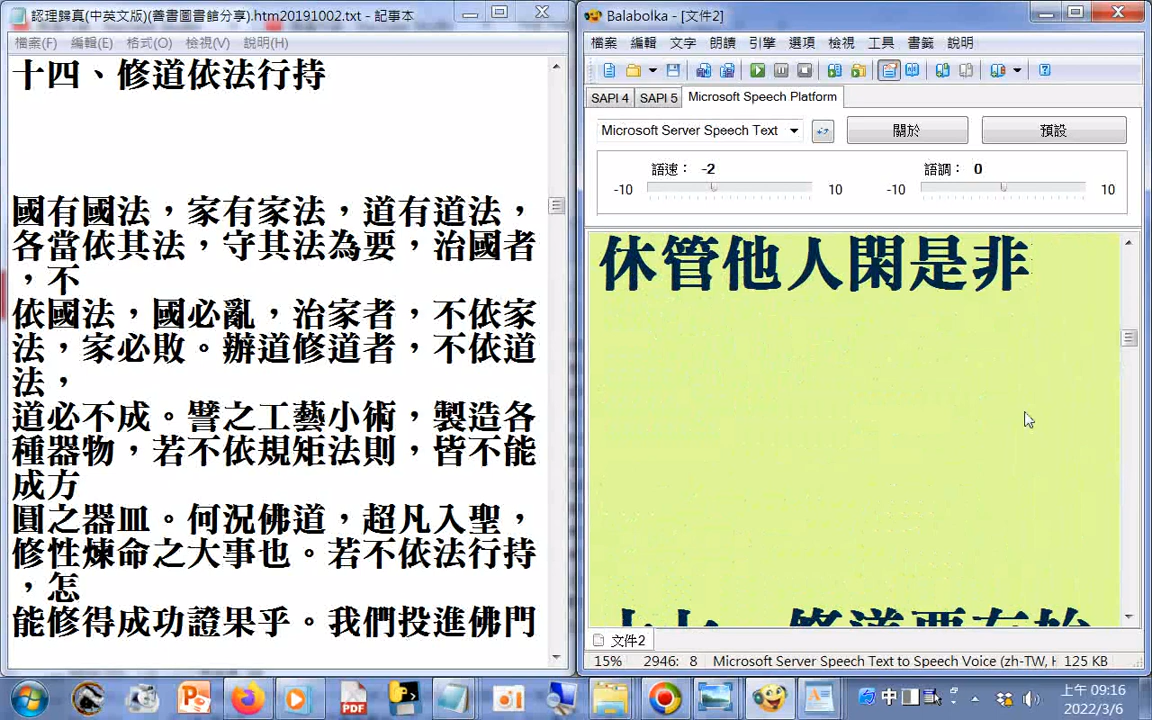 認理歸真(中英文版)(善書圖書館分享).htm20191002.txt - 記事本
檔案(F) 編輯(E) 格式(O) 檢視(V) 說明(H)
十四、修道依法行持
國有國法，家有家法，道有道法，
各當依其法，守其法為要，治國者
，不
依國法，國必亂，治家者，不依家
法，家必敗。辦道修道者，不依道
法，
道必不成。譬之工藝小術，製造各
種器物，若不依規矩法則，皆不能
成方
圓之器皿。何況佛道，超凡入聖，
修性煉命之大事也。若不依法行持
，怎
能修得成功證果乎。我們投進佛門
Balabolka - [文件2]
檔案 編輯 文字 朗讀 引擎 選項 檢視 工具 書籤 說明
SAPI 4 SAPI 5 Microsoft Speech Platform
Microsoft Server Speech Text 關於 預設
語速： -2 語調： 0
-10 10 -10 10
休管他人閑是非
文件2
15% 2946: 8 Microsoft Server Speech Text to Speech Voice (zh-TW, H 125 KB
PDF 中 上午 09:16
2022/3/6